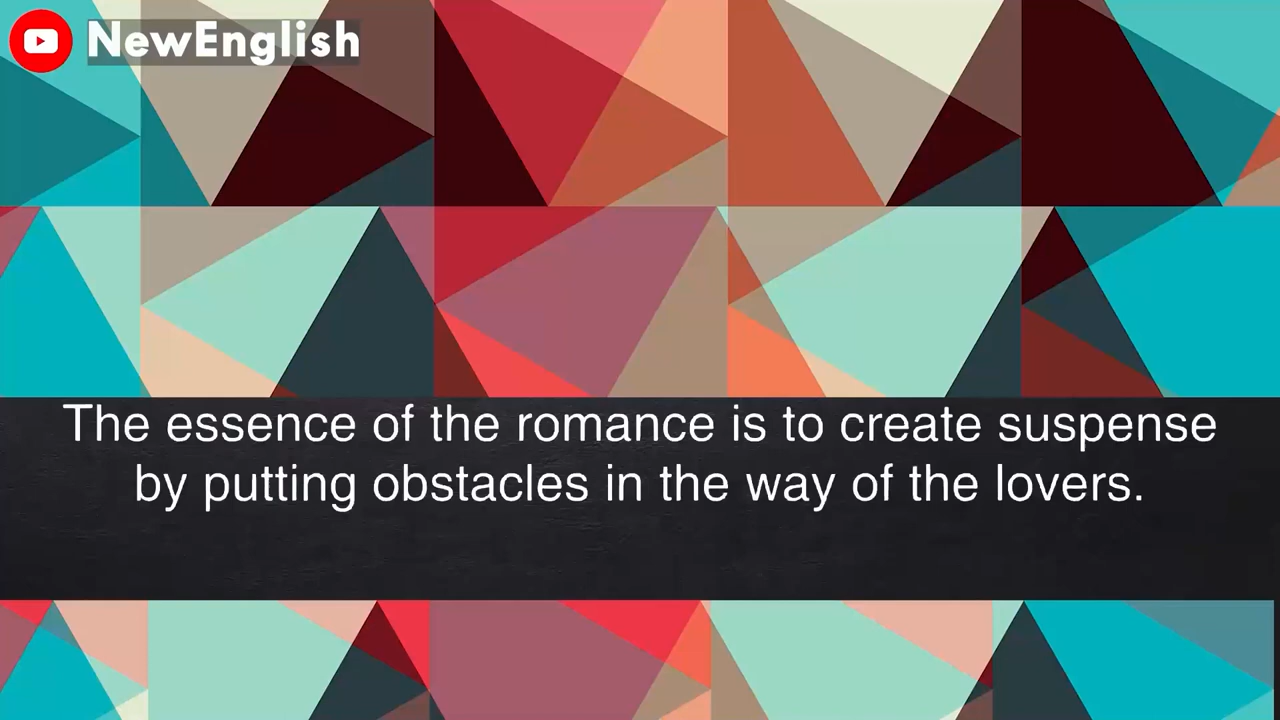 NewEnglish
The essence of the romance is to create suspense
by putting obstacles in the way of the lovers.